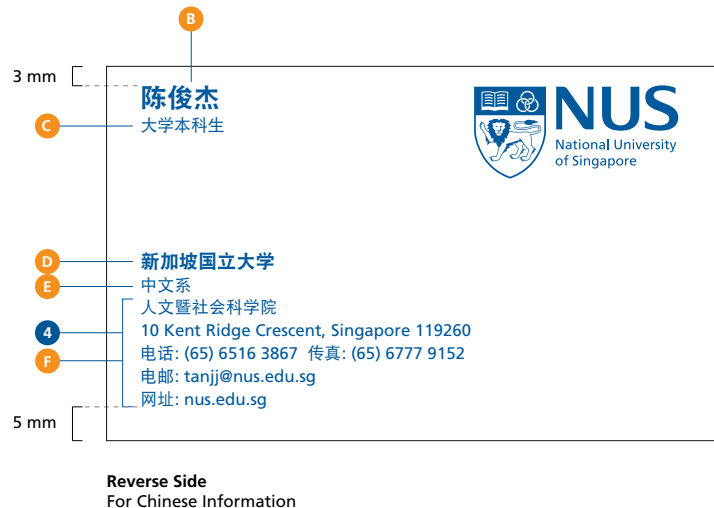 B
3 mm
陈俊杰
C
大学本科生
NUS
National University
of Singapore
D
新加坡国立大学
E
中文系
人文暨社会科学院
4
10 Kent Ridge Crescent, Singapore 119260
F
电话: (65) 6516 3867 传真: (65) 6777 9152
电邮: tanjj@nus.edu.sg
网址: nus.edu.sg
5 mm
Reverse Side
For Chinese Information